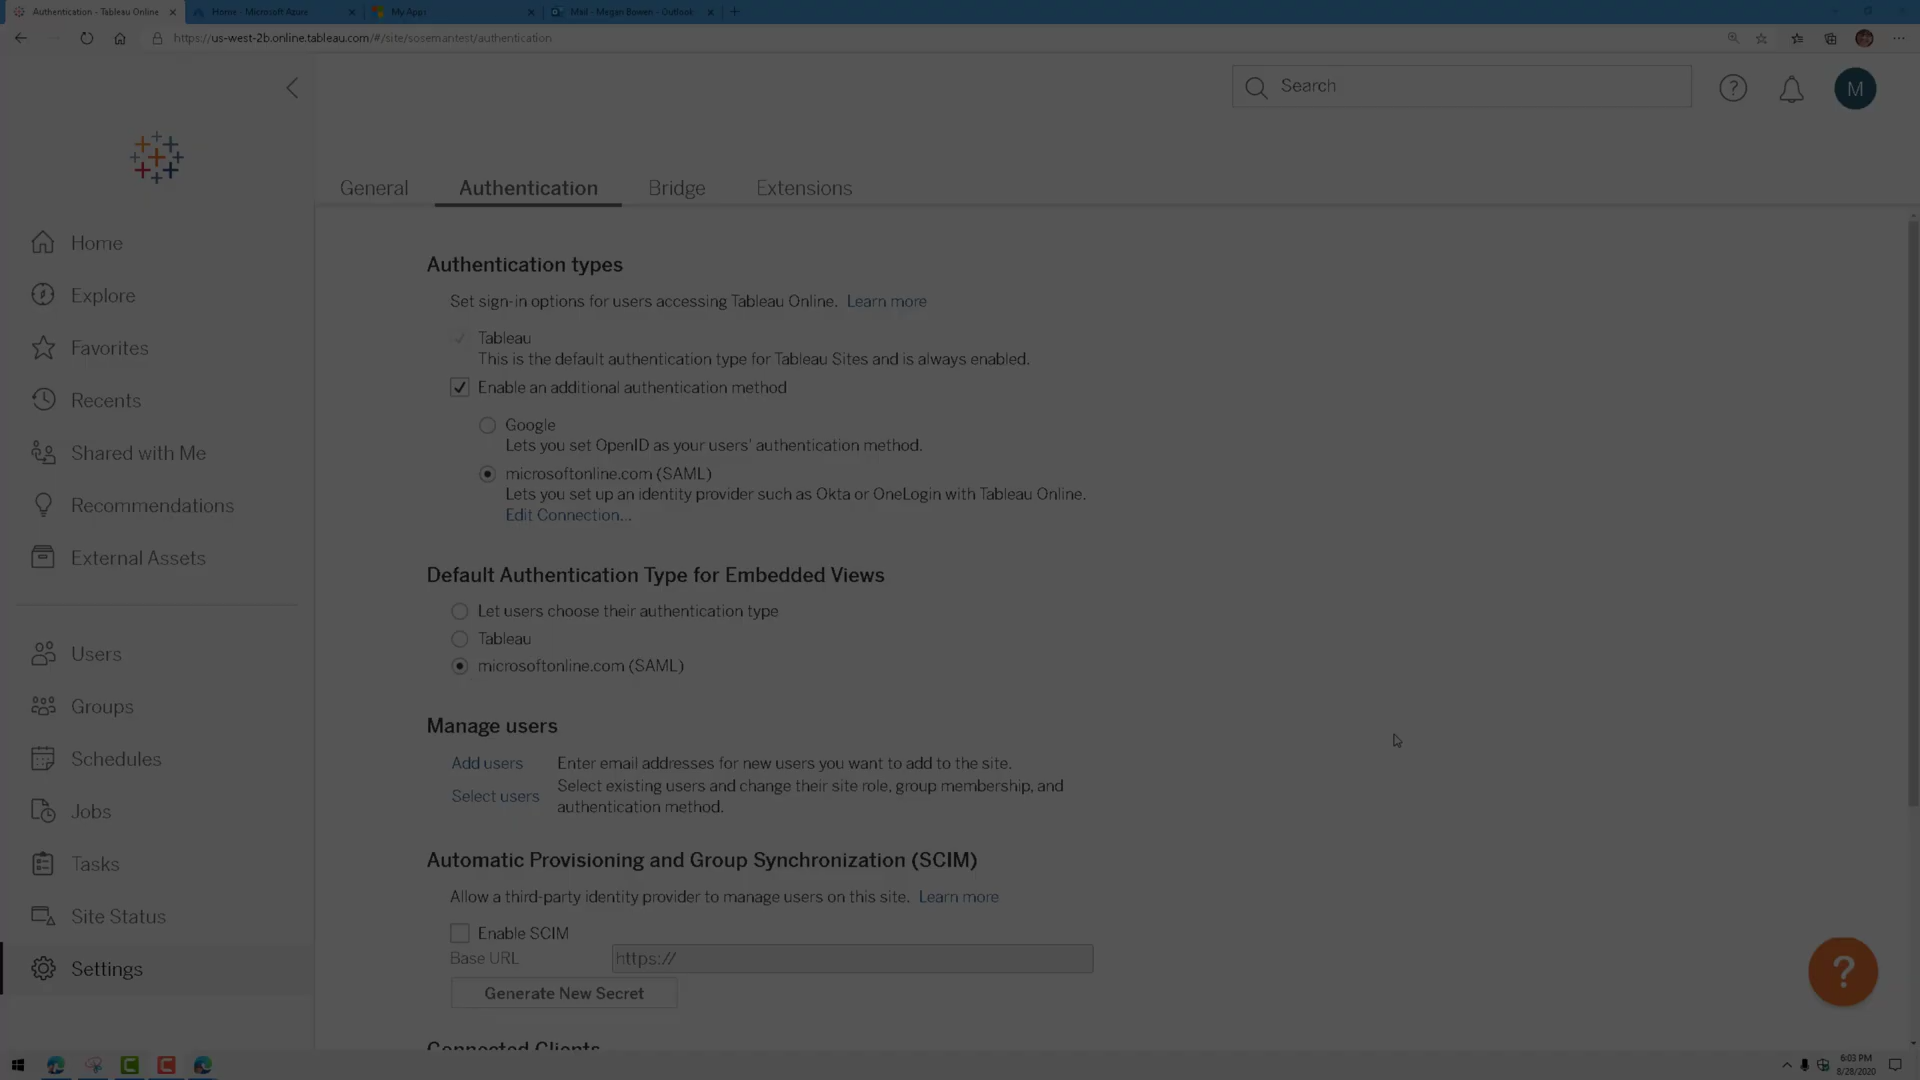 Authentication - Tableau Online
Home - Microsoft Azure
My Apps
Mail - Megan Bowen - Outlook
https://us-west-2b.online.tableau.com/#/site/sosemantest/authentication
Search
M
General
Authentication
Bridge
Extensions
Home
Explore
Favorites
Recents
Shared with Me
Recommendations
External Assets
Users
Groups
Schedules
Jobs
Tasks
Site Status
Settings
Authentication types
Set sign-in options for users accessing Tableau Online. Learn more
Tableau
This is the default authentication type for Tableau Sites and is always enabled.
Enable an additional authentication method
Google
Lets you set OpenID as your users' authentication method.
microsoftonline.com (SAML)
Lets you set up an identity provider such as Okta or OneLogin with Tableau Online.
Edit Connection...
Default Authentication Type for Embedded Views
Let users choose their authentication type
Tableau
microsoftonline.com (SAML)
Manage users
Add users Enter email addresses for new users you want to add to the site.
Select users Select existing users and change their site role, group membership, and
authentication method.
Automatic Provisioning and Group Synchronization (SCIM)
Allow a third-party identity provider to manage users on this site. Learn more
Enable SCIM
Base URL https://
Generate New Secret
Connected Clients
?
6:03 PM
8/28/2020